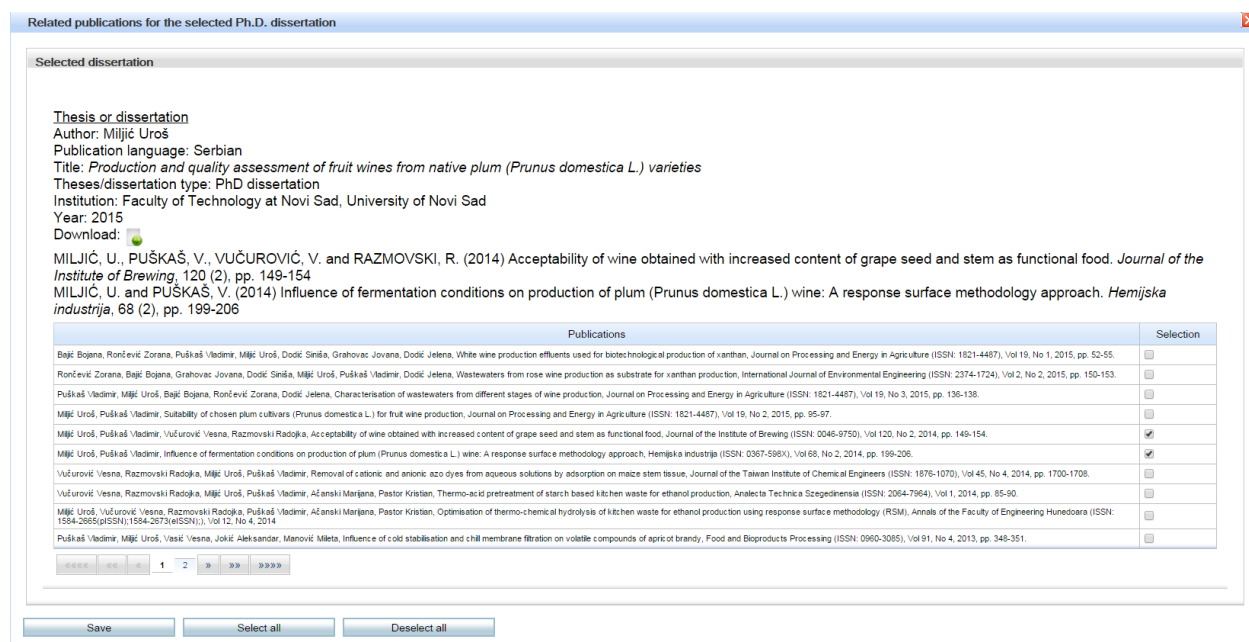 Related publications for the selected Ph.D. dissertation
Selected dissertation
Thesis or dissertation
Author: Miljić Uroš
Publication language: Serbian
Title: Production and quality assessment of fruit wines from native plum (Prunus domestica L.) varieties
Theses/dissertation type: PhD dissertation
Institution: Faculty of Technology at Novi Sad, University of Novi Sad
Year: 2015
Download:
MILJIĆ, U., PUŠKAŠ, V., VUČUROVIĆ, V. and RAZMOVSKI, R. (2014) Acceptability of wine obtained with increased content of grape seed and stem as functional food. Journal of the
Institute of Brewing, 120 (2), pp. 149-154
MILJIĆ, U. and PUŠKAŠ, V. (2014) Influence of fermentation conditions on production of plum (Prunus domestica L.) wine: A response surface methodology approach. Hemijska
industrija, 68 (2), pp. 199-206
Publications Selection
Bajić Bojana, Rončević Zorana, Puškaš Vladimir, Miljić Uroš, Dodić Siniša, Grahovac Jovana, Dodić Jelena, White wine production effluents used for biotechnological production of xanthan, Journal on Processing and Energy in Agriculture (ISSN: 1821-4487), Vol 19, No 1, 2015, pp. 52-55.
Rončević Zorana, Bajić Bojana, Grahovac Jovana, Dodić Siniša, Miljić Uroš, Puškaš Vladimir, Dodić Jelena, Wastewaters from rose wine production as substrate for xanthan production, International Journal of Environmental Engineering (ISSN: 2374-1724), Vol 2, No 2, 2015, pp. 150-153.
Puškaš Vladimir, Miljić Uroš, Bajić Bojana, Rončević Zorana, Dodić Jelena, Characterisation of wastewaters from different stages of wine production, Journal on Processing and Energy in Agriculture (ISSN: 1821-4487), Vol 19, No 3, 2015, pp. 136-138.
Miljić Uroš, Puškaš Vladimir, Suitability of chosen plum cultivars (Prunus domestica L.) for fruit wine production, Journal on Processing and Energy in Agriculture (ISSN: 1821-4487), Vol 19, No 2, 2015, pp. 95-97.
Miljić Uroš, Puškaš Vladimir, Vučurović Vesna, Razmovski Radojka, Acceptability of wine obtained with increased content of grape seed and stem as functional food, Journal of the Institute of Brewing (ISSN: 0046-9750), Vol 120, No 2, 2014, pp. 149-154.
Miljić Uroš, Puškaš Vladimir, Influence of fermentation conditions on production of plum (Prunus domestica L.) wine: A response surface methodology approach, Hemijska industrija (ISSN: 0367-598X), Vol 68, No 2, 2014, pp. 199-206.
Vučurović Vesna, Razmovski Radojka, Miljić Uroš, Puškaš Vladimir, Removal of cationic and anionic azo dyes from aqueous solutions by adsorption on maize stem tissue, Journal of the Taiwan Institute of Chemical Engineers (ISSN: 1876-1070), Vol 45, No 4, 2014, pp. 1700-1708.
Vučurović Vesna, Razmovski Radojka, Miljić Uroš, Puškaš Vladimir, Ačanski Marijana, Pastor Kristian, Thermo-acid pretreatment of starch based kitchen waste for ethanol production, Analecta Technica Szegedinensia (ISSN: 2064-7964), Vol 1, 2014, pp. 85-90.
Miljić Uroš, Vučurović Vesna, Razmovski Radojka, Puškaš Vladimir, Ačanski Marijana, Pastor Kristian, Optimisation of thermo-chemical hydrolysis of kitchen waste for ethanol production using response surface methodology (RSM), Annals of the Faculty of Engineering Hunedoara (ISSN:
1584-2665(pISSN);1584-2673(eISSN);), Vol 12, No 4, 2014
Puškaš Vladimir, Miljić Uroš, Vasić Vesna, Jokić Aleksandar, Manović Mileta, Influence of cold stabilisation and chill membrane filtration on volatile compounds of apricot brandy, Food and Bioproducts Processing (ISSN: 0960-3085), Vol 91, No 4, 2013, pp. 348-351.
«««« «« « 1 2 » »» »»»»
Save Select all Deselect all